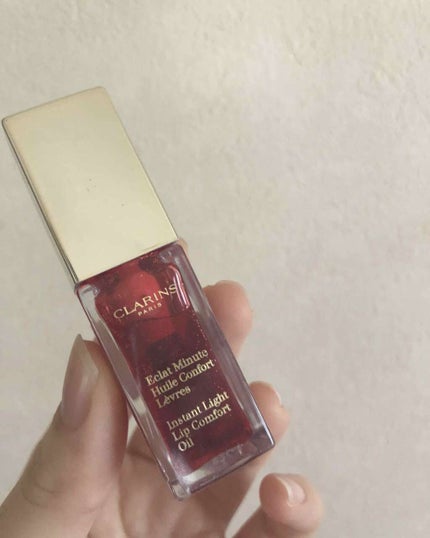 CLARINS
PARIS
Eclat Minute
Huile Confort
Lèvres
Instant Light
Lip Comfort
Oil